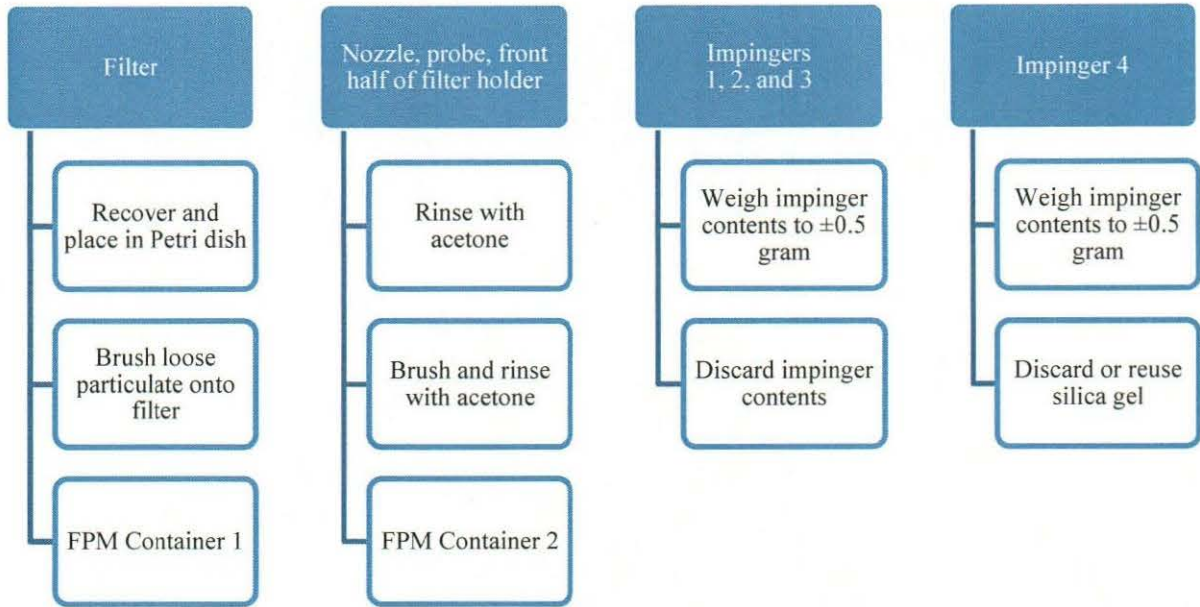 Filter
Recover and
place in Petri dish
Brush loose
particulate onto
filter
FPM Container 1
Nozzle, probe, front
half of filter holder
Rinse with
acetone
Brush and rinse
with acetone
FPM Container 2
Impingers
1, 2, and 3
Weigh impinger
contents to ±0.5
gram
Discard impinger
contents
Impinger 4
Weigh impinger
contents to ±0.5
gram
Discard or reuse
silica gel